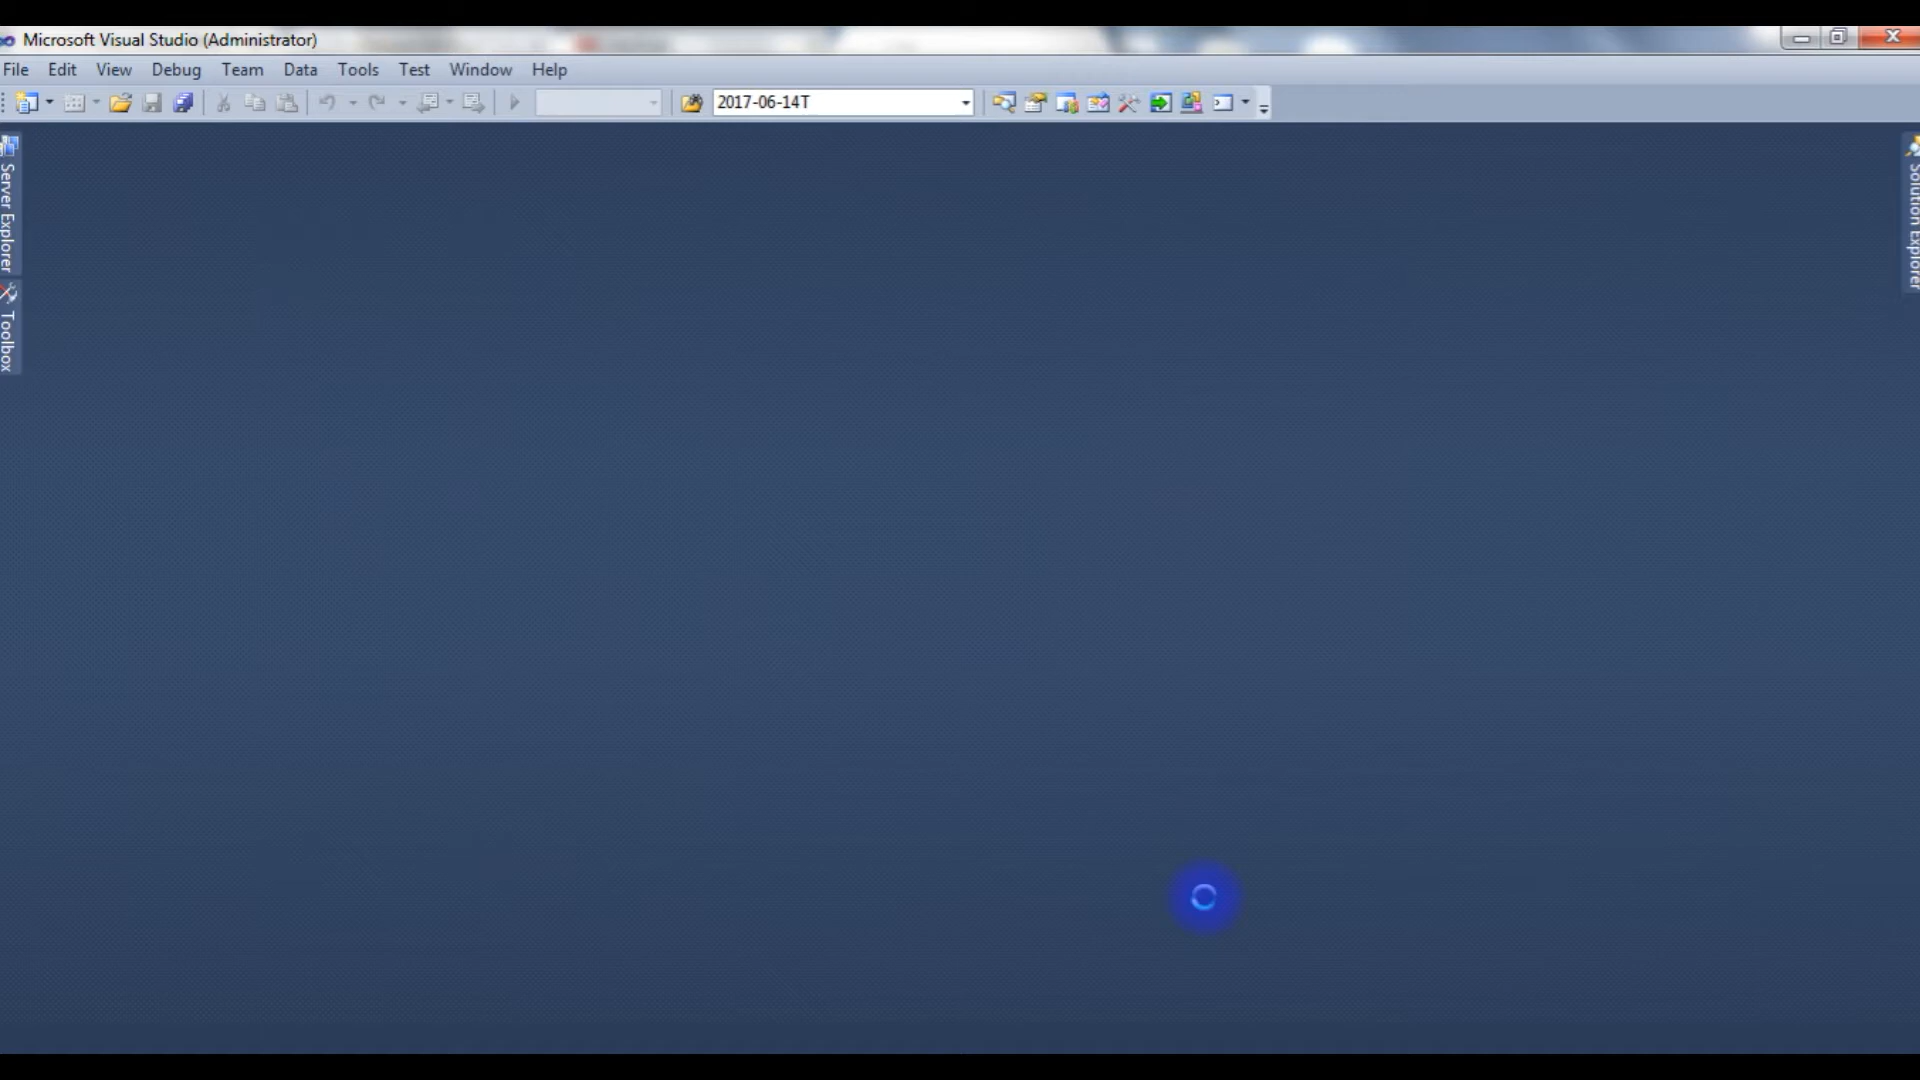 Microsoft Visual Studio (Administrator)
File Edit View Debug Team Data Tools Test Window Help
2017-06-14T
Server Explorer
Toolbox
Solution Explorer